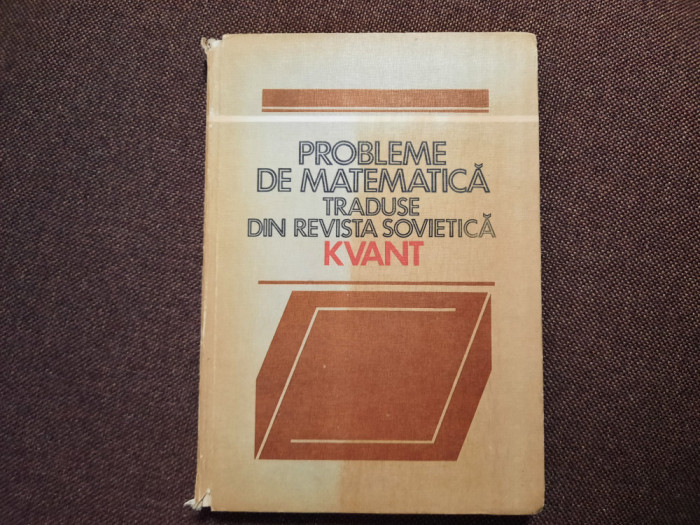 PROBLEME
DE MATEMATICĂ
TRADUSE
DIN REVISTA SOVIETICĂ
KVANT